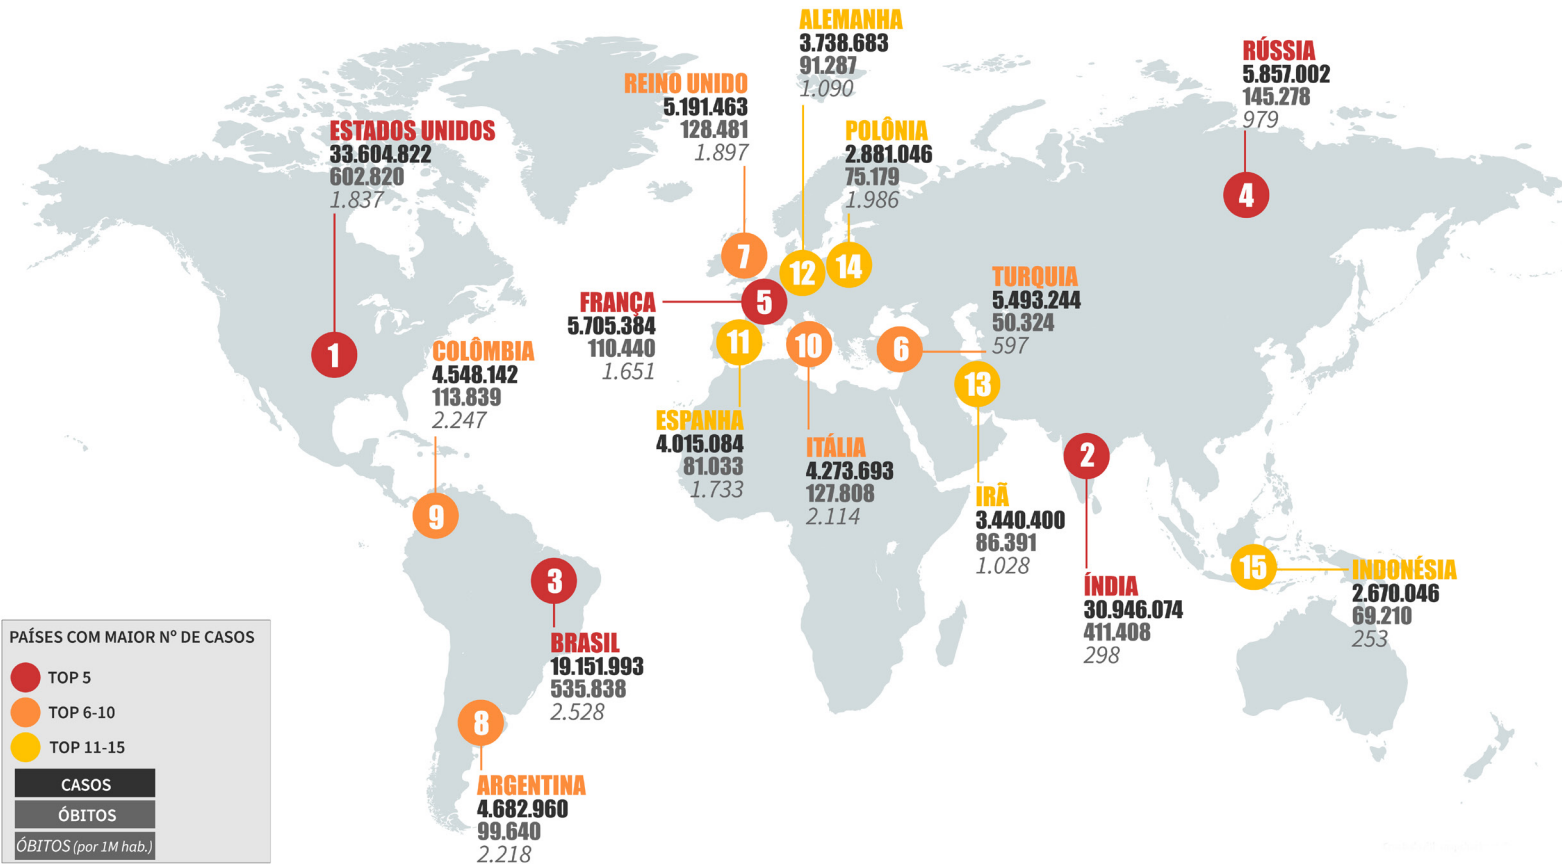 ALEMANHA
3.738.683
91.287
1.090
RÚSSIA
5.857.002
145.278
979
4
REINO UNIDO
5.191.463
128.481
1.897
7
ESTADOS UNIDOS
33.604.822
602.820
1.837
1
POLÔNIA
2.881.046
75.179
1.986
14
12
FRANÇA
5.705.384
110.440
1.651
5
TURQUIA
5.493.244
50.324
597
6
11
10
13
COLÔMBIA
4.548.142
113.839
2.247
9
ESPANHA
4.015.084
81.033
1.733
ITÁLIA
4.273.693
127.808
2.114
IRÃ
3.440.400
86.391
1.028
2
ÍNDIA
30.946.074
411.408
298
15
INDONÉSIA
2.670.046
69.210
253
3
BRASIL
19.151.993
535.838
2.528
8
ARGENTINA
4.682.960
99.640
2.218
PAÍSES COM MAIOR Nº DE CASOS
TOP 5
TOP 6-10
TOP 11-15
CASOS
ÓBITOS
ÓBITOS (por 1M hab.)